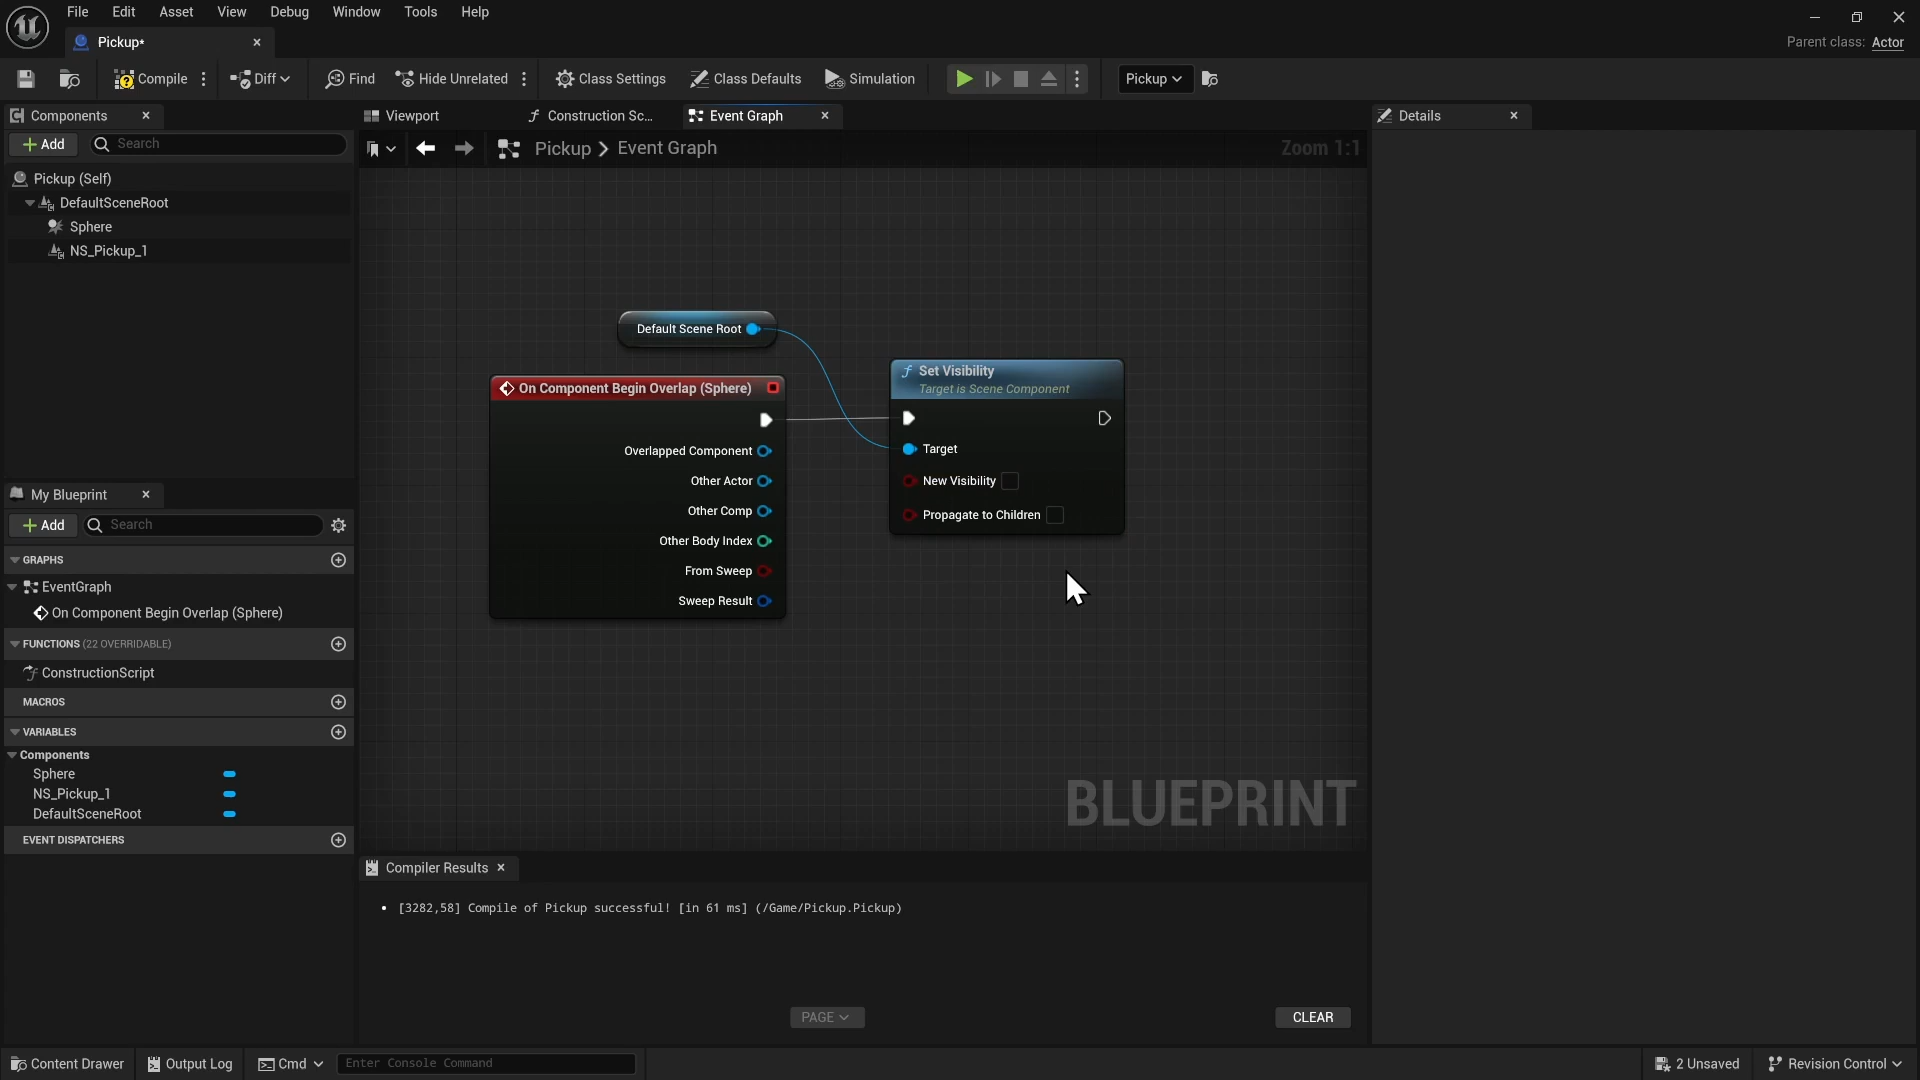 File Edit Asset View Debug Window Tools Help
Pickup*
Parent class: Actor
Compile Diff Find Hide Unrelated Class Settings Class Defaults Simulation Pickup
Components
Viewport Construction Sc... Event Graph
Details
Add Search
Pickup > Event Graph
Zoom 1:1
Pickup (Self)
DefaultSceneRoot
Sphere
NS_Pickup_1
Default Scene Root
On Component Begin Overlap (Sphere)
Overlapped Component
Other Actor
Other Comp
Other Body Index
From Sweep
Sweep Result
Set Visibility
Target is Scene Component
Target
New Visibility
Propagate to Children
My Blueprint
Add Search
GRAPHS
EventGraph
On Component Begin Overlap (Sphere)
FUNCTIONS (22 OVERRIDABLE)
ConstructionScript
MACROS
VARIABLES
Components
Sphere
NS_Pickup_1
DefaultSceneRoot
EVENT DISPATCHERS
BLUEPRINT
Compiler Results
• [3282,58] Compile of Pickup successful! [in 61 ms] (/Game/Pickup.Pickup)
PAGE
CLEAR
Content Drawer Output Log Cmd Enter Console Command 2 Unsaved Revision Control